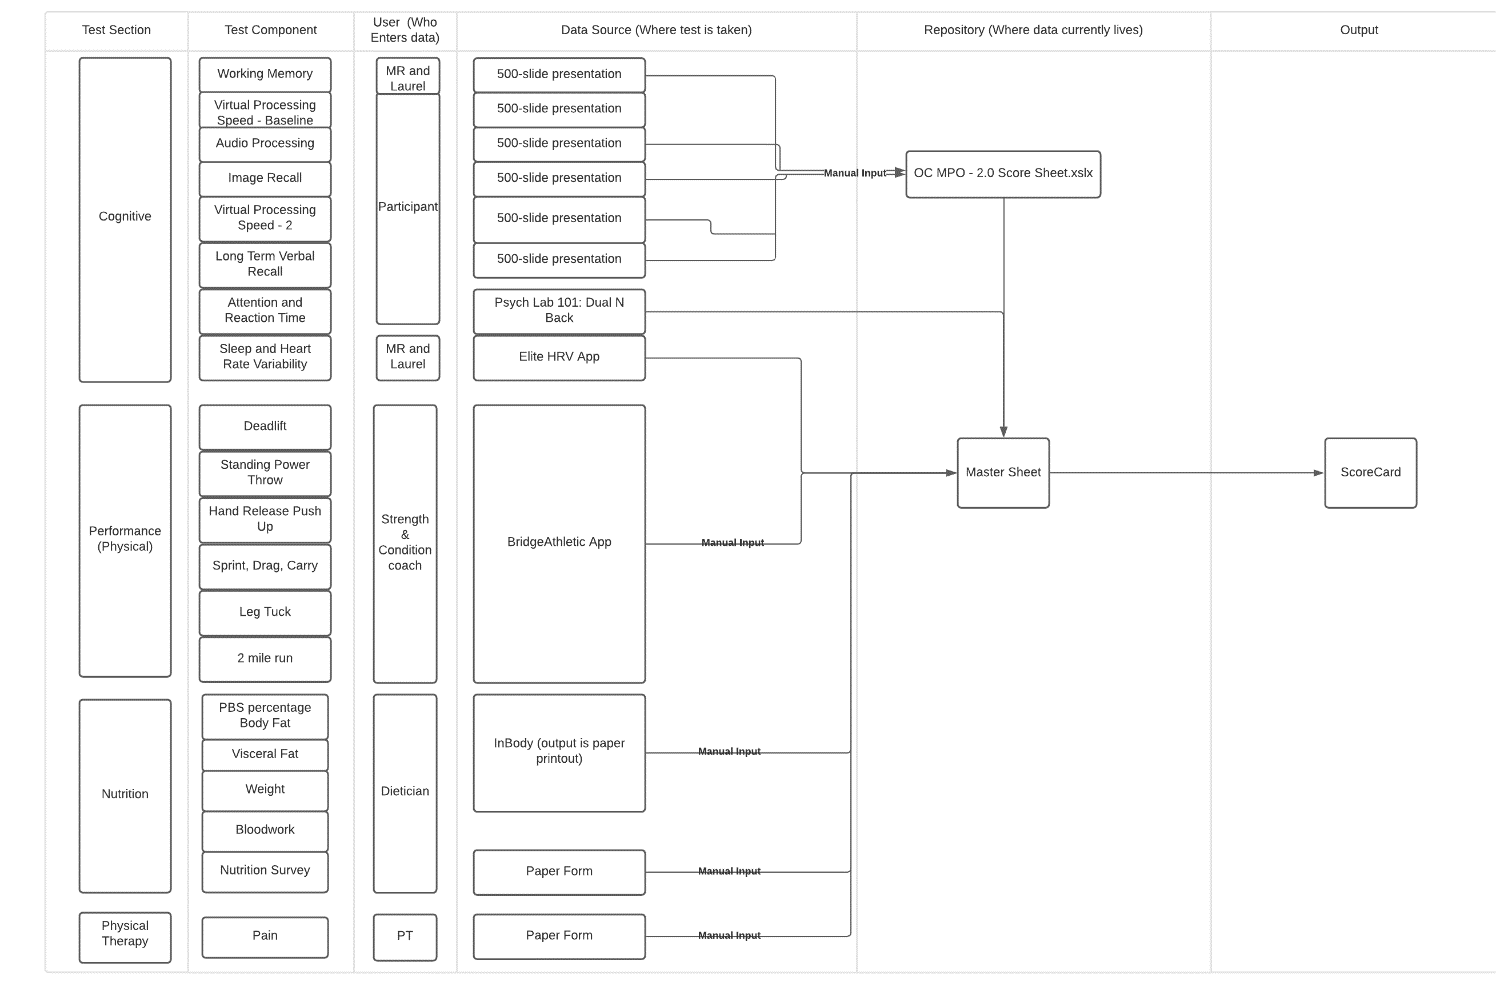 Test Section
Test Component
User (Who
Enters data)
Data Source (Where test is taken)
Repository (Where data currently lives)
Output
Cognitive
Working Memory
Virtual Processing
Speed - Baseline
Audio Processing
Image Recall
Virtual Processing
Speed - 2
Long Term Verbal
Recall
Attention and
Reaction Time
Sleep and Heart
Rate Variability
MR and
Laurel
Participant
MR and
Laurel
500-slide presentation
500-slide presentation
500-slide presentation
500-slide presentation
500-slide presentation
500-slide presentation
Psych Lab 101: Dual N
Back
Elite HRV App
Manual Input
OC MPO - 2.0 Score Sheet.xslx
Performance
(Physical)
Deadlift
Standing Power
Throw
Hand Release Push
Up
Sprint, Drag, Carry
Leg Tuck
2 mile run
Strength
&
Condition
coach
BridgeAthletic App
Manual Input
Master Sheet
ScoreCard
Nutrition
PBS percentage
Body Fat
Visceral Fat
Weight
Bloodwork
Nutrition Survey
Dietician
InBody (output is paper
printout)
Manual Input
Paper Form
Manual Input
Physical
Therapy
Pain
PT
Paper Form
Manual Input